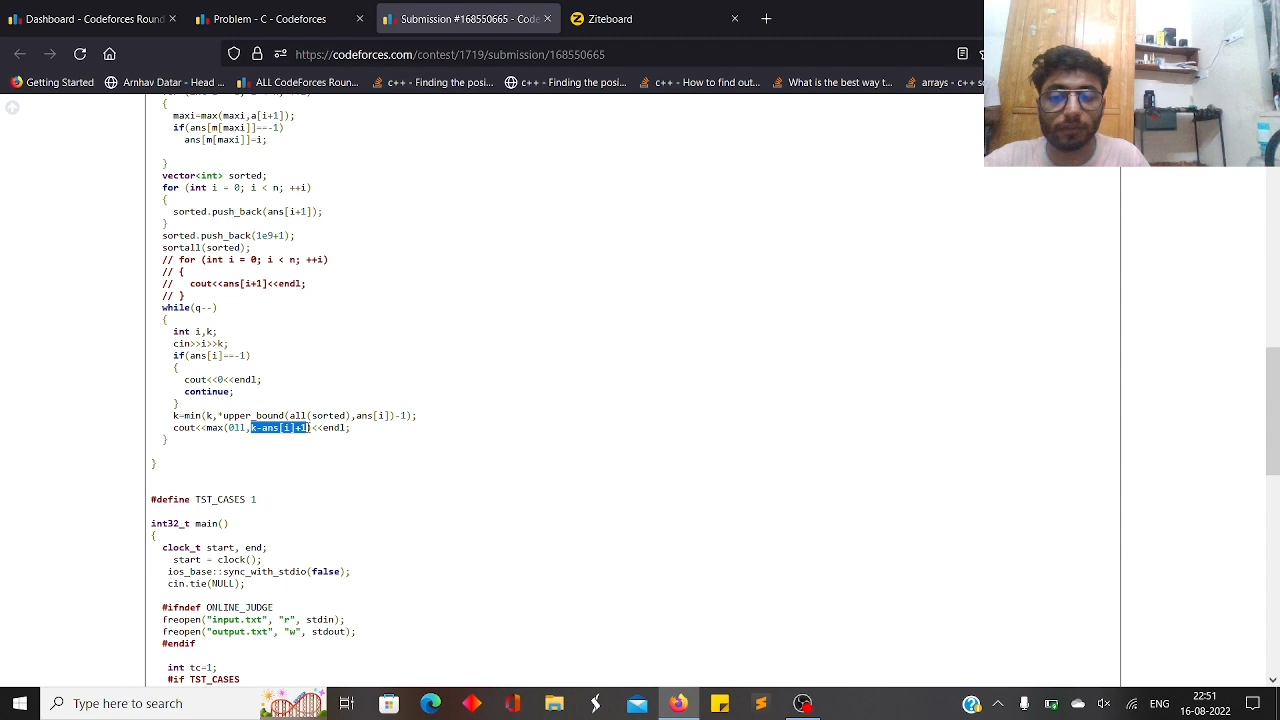 Dashboard - Codeforces Round
Dashboard - Codeforces Round
Submission #168550665 - Code
Ziteboard
https://codeforces.com/contest/1719/submission/168550665
Getting Started
Arnhav Datar - Head ...
ALL CodeForces Roun...
c++ - Finding the posi...
c++ - Finding the posi...
c++ - How to find out...
What is the best way t...
arrays - c++ s
{
maxi=max(maxi,a[i+1]);
if(ans[m[maxi]]==-1)
ans[m[maxi]]=i;
}
vector<int> sorted;
for (int i = 0; i < n; ++i)
{
sorted.push_back(ans[i+1]);
}
sorted.push_back(1e9+1);
sortall(sorted);
// for (int i = 0; i < n; ++i)
// {
//   cout<<ans[i+1]<<endl;
// }
while(q--)
{
int i,k;
cin>>i>>k;
if(ans[i]==-1)
{
cout<<0<<endl;
continue;
}
k=min(k,*upper_bound(all(sorted),ans[i])-1);
cout<<max(0ll,k-ans[i]+1)<<endl;
}
}
#define TST_CASES 1
int32_t main()
{
clock_t start, end;
start = clock();
ios_base::sync_with_stdio(false);
cin.tie(NULL);
#ifndef ONLINE_JUDGE
freopen("input.txt", "r", stdin);
freopen("output.txt", "w", stdout);
#endif
int tc=1;
#if TST_CASES
Type here to search
ENG
22:51
16-08-2022